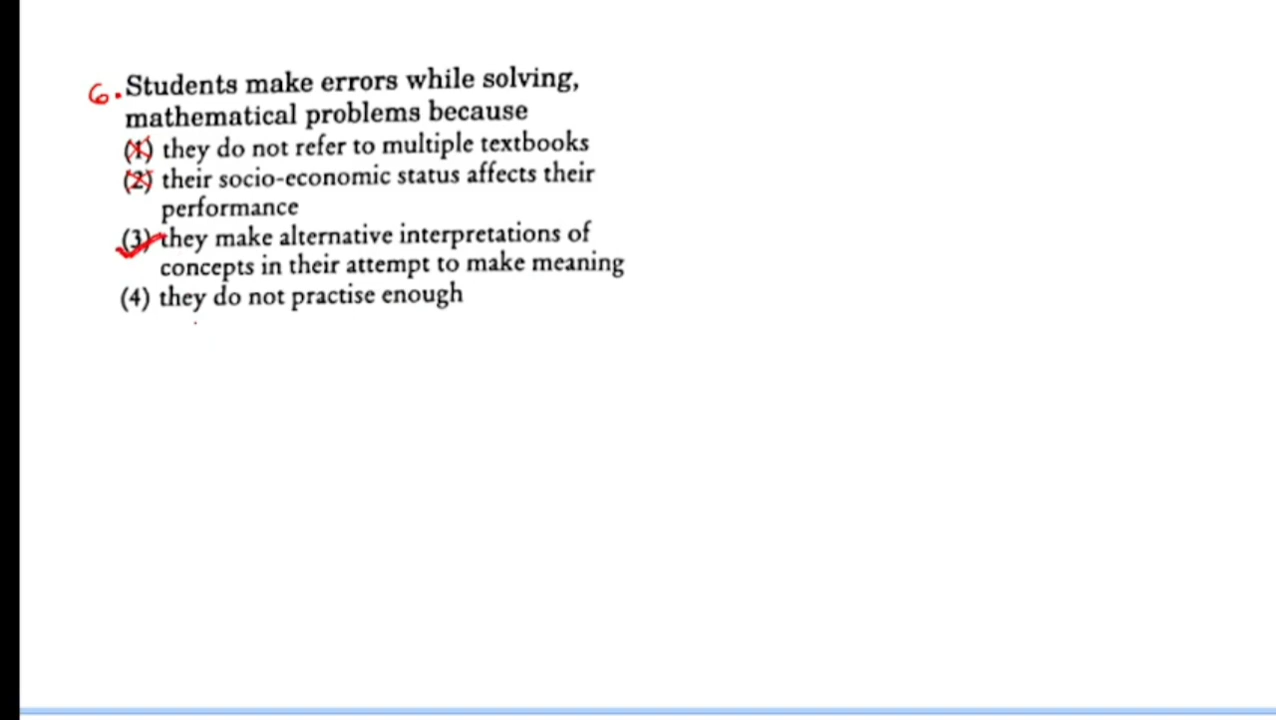 6. Students make errors while solving,
mathematical problems because
(1) they do not refer to multiple textbooks
(2) their socio-economic status affects their
performance
(3) they make alternative interpretations of
concepts in their attempt to make meaning
(4) they do not practise enough